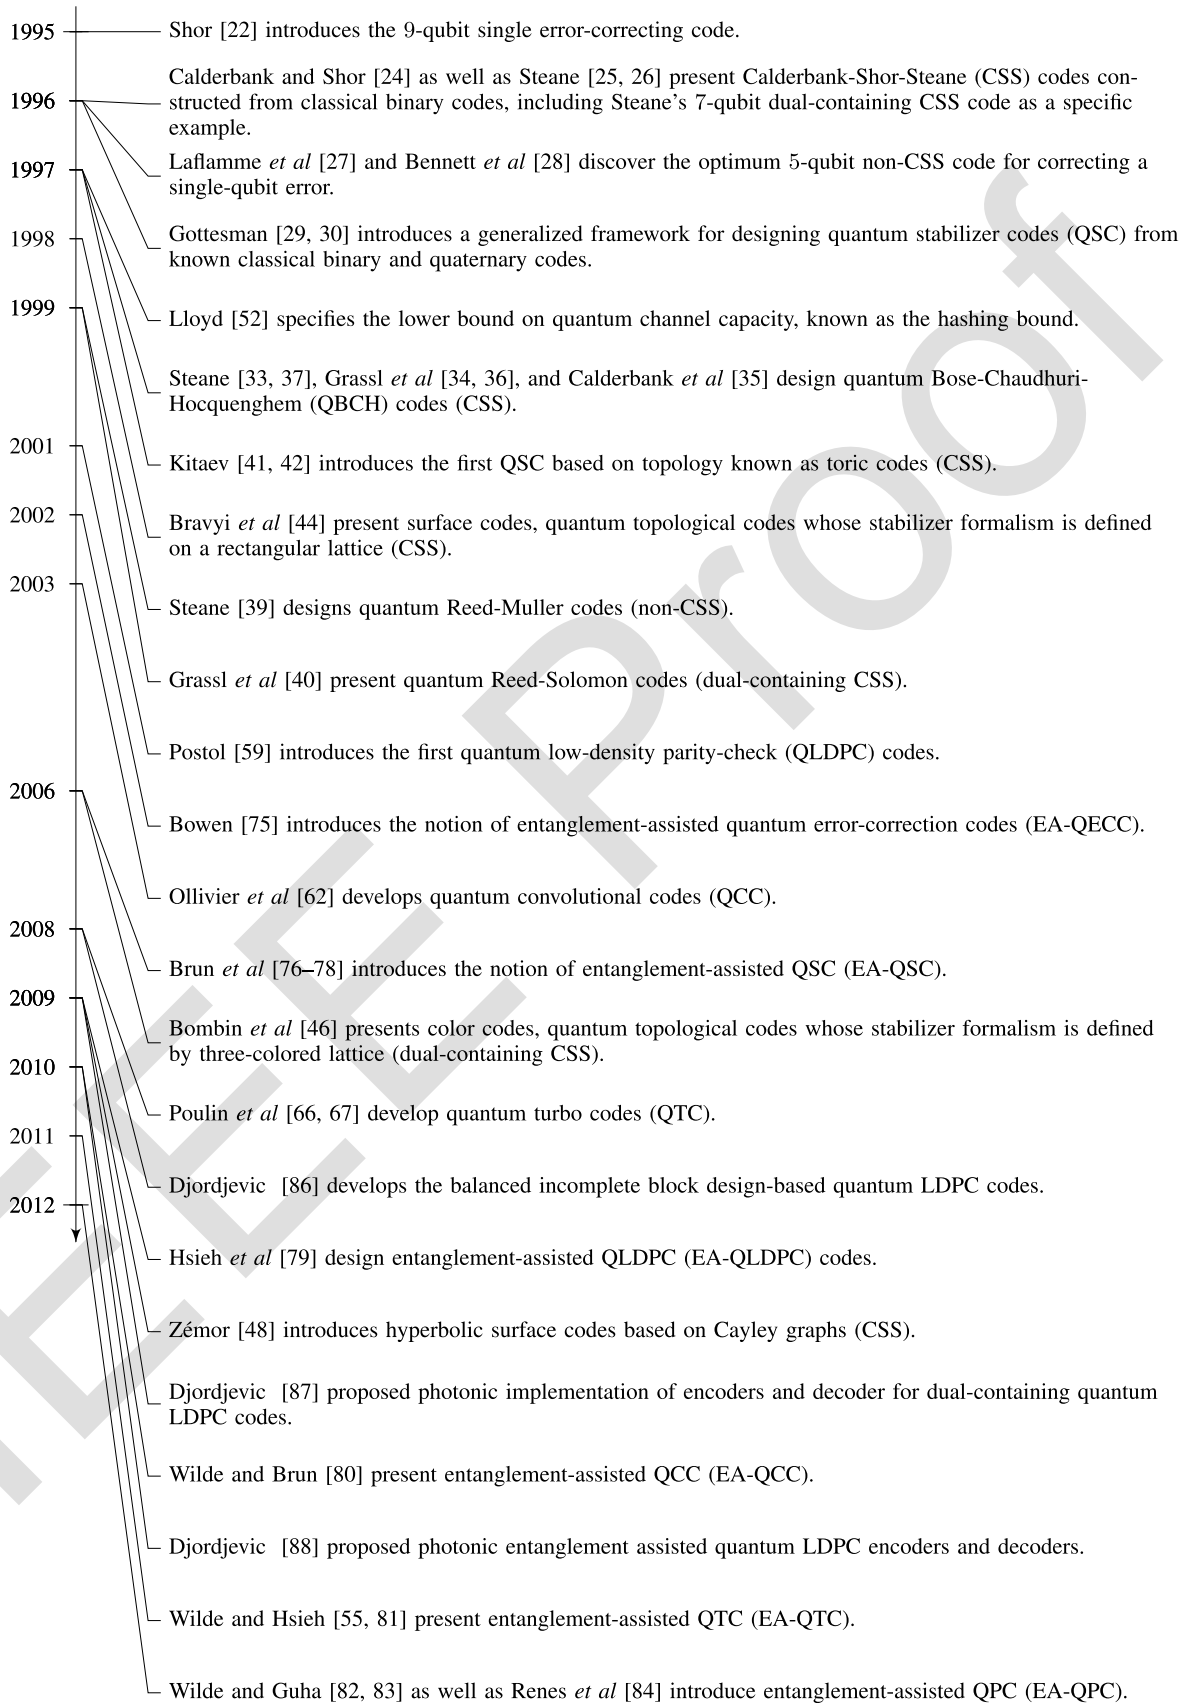 1995
Shor [22] introduces the 9-qubit single error-correcting code.
1996
Calderbank and Shor [24] as well as Steane [25, 26] present Calderbank-Shor-Steane (CSS) codes con-
structed from classical binary codes, including Steane's 7-qubit dual-containing CSS code as a specific
example.
1997
Laflamme et al [27] and Bennett et al [28] discover the optimum 5-qubit non-CSS code for correcting a
single-qubit error.
1998
Gottesman [29, 30] introduces a generalized framework for designing quantum stabilizer codes (QSC) from
known classical binary and quaternary codes.
1999
Lloyd [52] specifies the lower bound on quantum channel capacity, known as the hashing bound.
Steane [33, 37], Grassl et al [34, 36], and Calderbank et al [35] design quantum Bose-Chaudhuri-
Hocquenghem (QBCH) codes (CSS).
2001
Kitaev [41, 42] introduces the first QSC based on topology known as toric codes (CSS).
2002
Bravyi et al [44] present surface codes, quantum topological codes whose stabilizer formalism is defined
on a rectangular lattice (CSS).
2003
Steane [39] designs quantum Reed-Muller codes (non-CSS).
Grassl et al [40] present quantum Reed-Solomon codes (dual-containing CSS).
Postol [59] introduces the first quantum low-density parity-check (QLDPC) codes.
2006
Bowen [75] introduces the notion of entanglement-assisted quantum error-correction codes (EA-QECC).
Ollivier et al [62] develops quantum convolutional codes (QCC).
2008
Brun et al [76–78] introduces the notion of entanglement-assisted QSC (EA-QSC).
2009
Bombin et al [46] presents color codes, quantum topological codes whose stabilizer formalism is defined
by three-colored lattice (dual-containing CSS).
2010
Poulin et al [66, 67] develop quantum turbo codes (QTC).
2011
Djordjevic [86] develops the balanced incomplete block design-based quantum LDPC codes.
2012
Hsieh et al [79] design entanglement-assisted QLDPC (EA-QLDPC) codes.
Zémor [48] introduces hyperbolic surface codes based on Cayley graphs (CSS).
Djordjevic [87] proposed photonic implementation of encoders and decoder for dual-containing quantum
LDPC codes.
Wilde and Brun [80] present entanglement-assisted QCC (EA-QCC).
Djordjevic [88] proposed photonic entanglement assisted quantum LDPC encoders and decoders.
Wilde and Hsieh [55, 81] present entanglement-assisted QTC (EA-QTC).
Wilde and Guha [82, 83] as well as Renes et al [84] introduce entanglement-assisted QPC (EA-QPC).
IEEE Proof